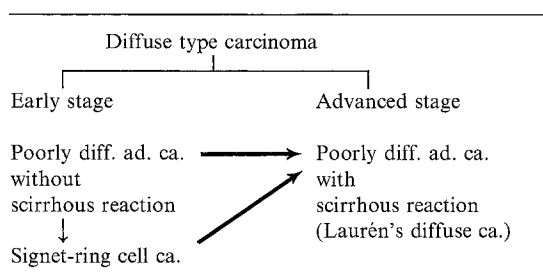 Diffuse type carcinoma
Early stage
Advanced stage
Poorly diff. ad. ca.
without
scirrhous reaction
Signet-ring cell ca.
Poorly diff. ad. ca.
with
scirrhous reaction
(Laurén's diffuse ca.)